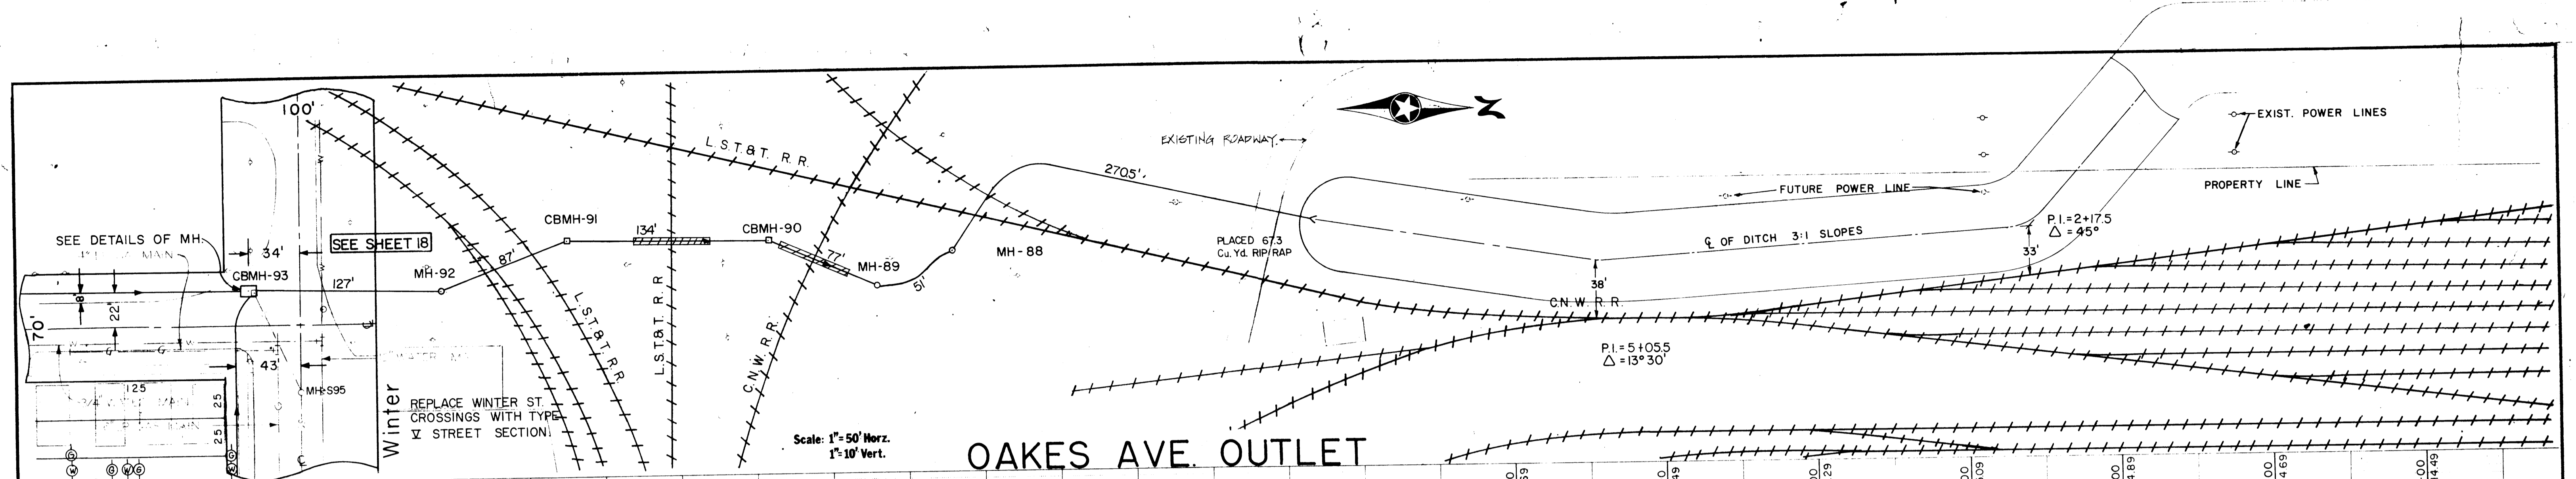 100'
L.S.T.&T. R.R.
EXISTING ROADWAY.
Z
EXIST. POWER LINES
270.5'
FUTURE POWER LINE
PROPERTY LINE
SEE DETAILS OF MH.
34'
SEE SHEET 18
CBMH-91
134'
CBMH-90
MH-88
PLACED 67.3
Cu. Yd. RIP RAP
℄ OF DITCH 3:1 SLOPES
P.I.=2+17.5
Δ = 45°
33'
MAIN
CBMH-93
127'
MH-92
87'
77'
MH-89
51'
38'
C.N.W. R.R.
8'
22'
70'
L.S.T.&T. R.R.
L.S.T.&T. R.R
C.N.W. R.R.
P.I.=5+05.5
Δ =13°30'
43'
125
25
25
MH-S95
Winter
REPLACE WINTER ST.
CROSSINGS WITH TYPE
V STREET SECTION
Scale: 1"=50' Horz.
1"=10' Vert.
OAKES AVE. OUTLET
G
W
G
W
G
G
W